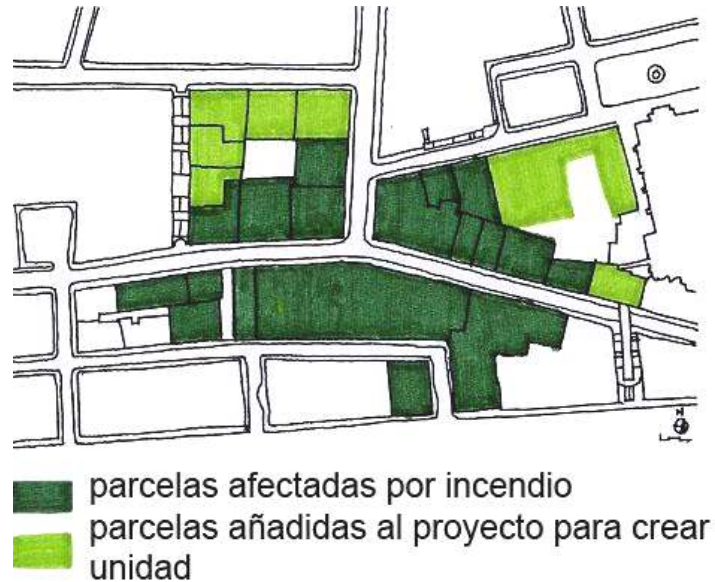 parcelas afectadas por incendio
parcelas añadidas al proyecto para crear
unidad